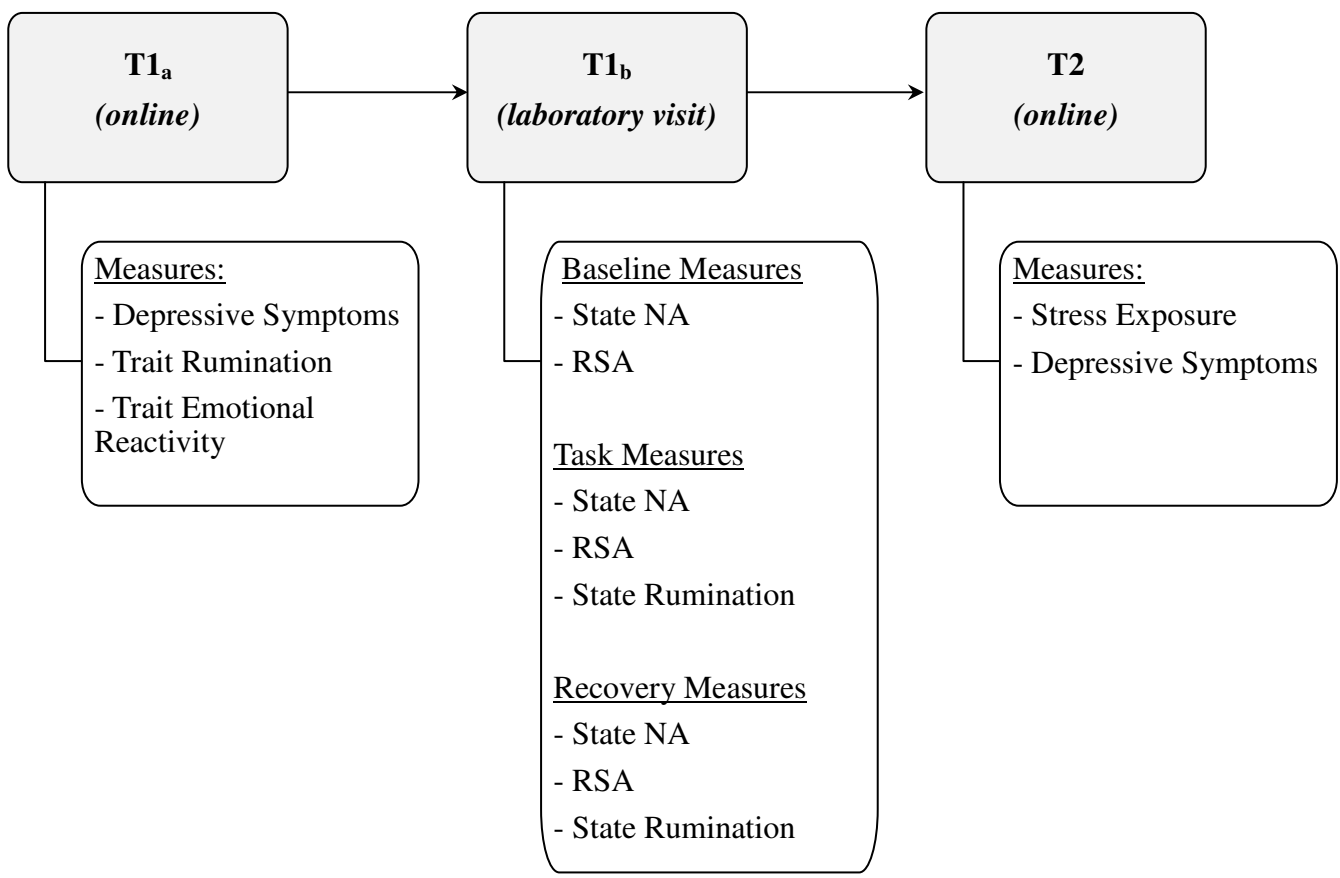 T1a
(online)
T1b
(laboratory visit)
T2
(online)
Measures:
- Depressive Symptoms
- Trait Rumination
- Trait Emotional
Reactivity
Baseline Measures
- State NA
- RSA
Task Measures
- State NA
- RSA
- State Rumination
Recovery Measures
- State NA
- RSA
- State Rumination
Measures:
- Stress Exposure
- Depressive Symptoms